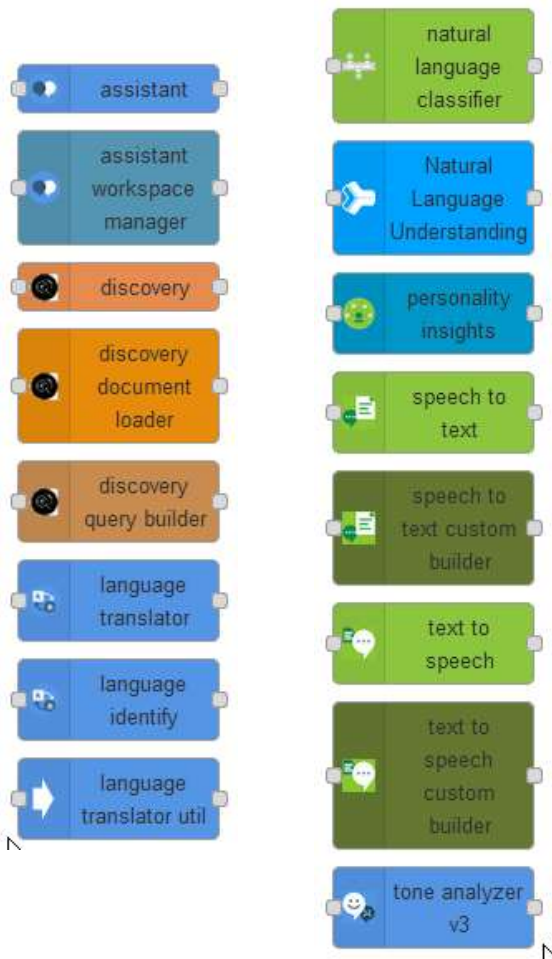 assistant
assistant
workspace
manager
discovery
discovery
document
loader
discovery
query builder
language
translator
language
identify
language
translator util
natural
language
classifier
Natural
Language
Understanding
personality
insights
speech to
text
speech to
text custom
builder
text to
speech
text to
speech
custom
builder
tone analyzer
v3